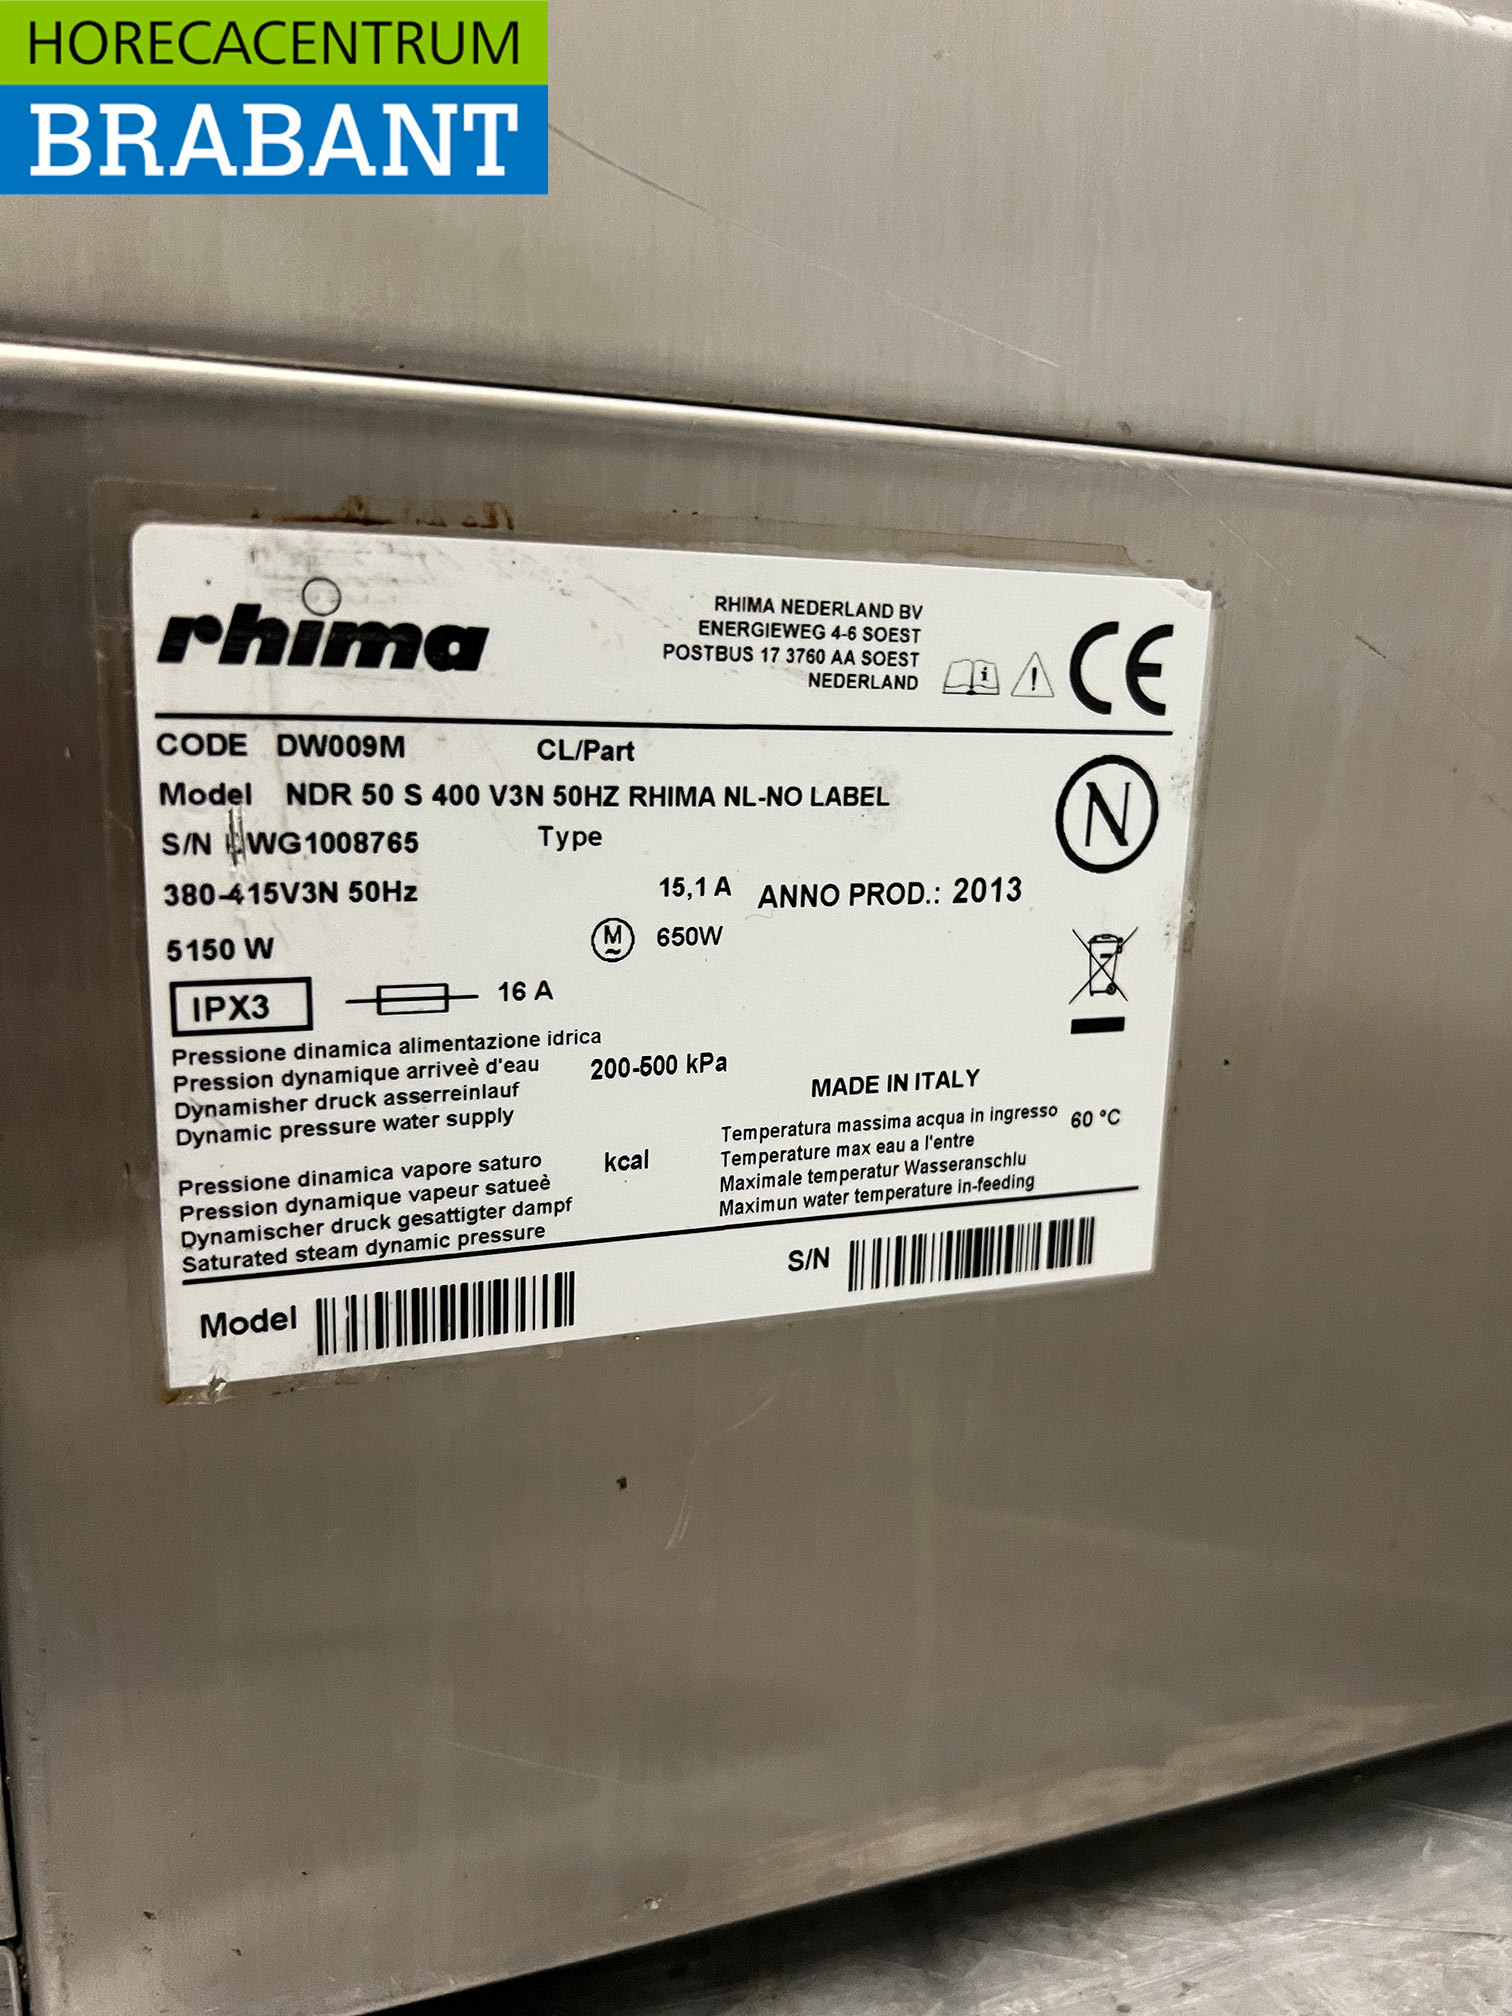 HORECACENTRUM
BRABANT
rhima
RHIMA NEDERLAND BV
ENERGIEWEG 4-6 SOEST
POSTBUS 17 3760 AA SOEST
NEDERLAND
CE
CODE DW009M CL/Part
Model NDR 50 S 400 V3N 50HZ RHIMA NL-NO LABEL
N
S/N WG1008765 Type
380-415V3N 50Hz 15,1 A ANNO PROD.: 2013
5150 W M 650W
IPX3 16 A
Pressione dinamica alimentazione idrica
Pression dynamique arriveè d'eau 200-500 kPa
Dynamisher druck asserreinlauf
Dynamic pressure water supply
MADE IN ITALY
Temperatura massima acqua in ingresso 60 °C
Temperature max eau a l'entre
Maximale temperatur Wasseranschlu
Maximun water temperature in-feeding
Pressione dinamica vapore saturo kcal
Pression dynamique vapeur satueè
Dynamischer druck gesattigter dampf
Saturated steam dynamic pressure
Model S/N